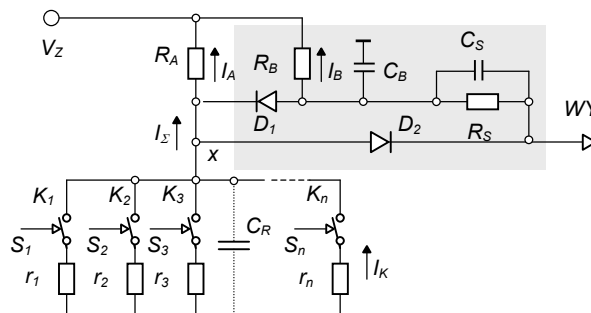 V_Z
R_A I_A R_B I_B C_B C_S
D_1 D_2 R_S WY
I_Σ
x
K_1 K_2 K_3 K_n
S_1 S_2 S_3 C_R S_n
r_1 r_2 r_3 r_n I_K